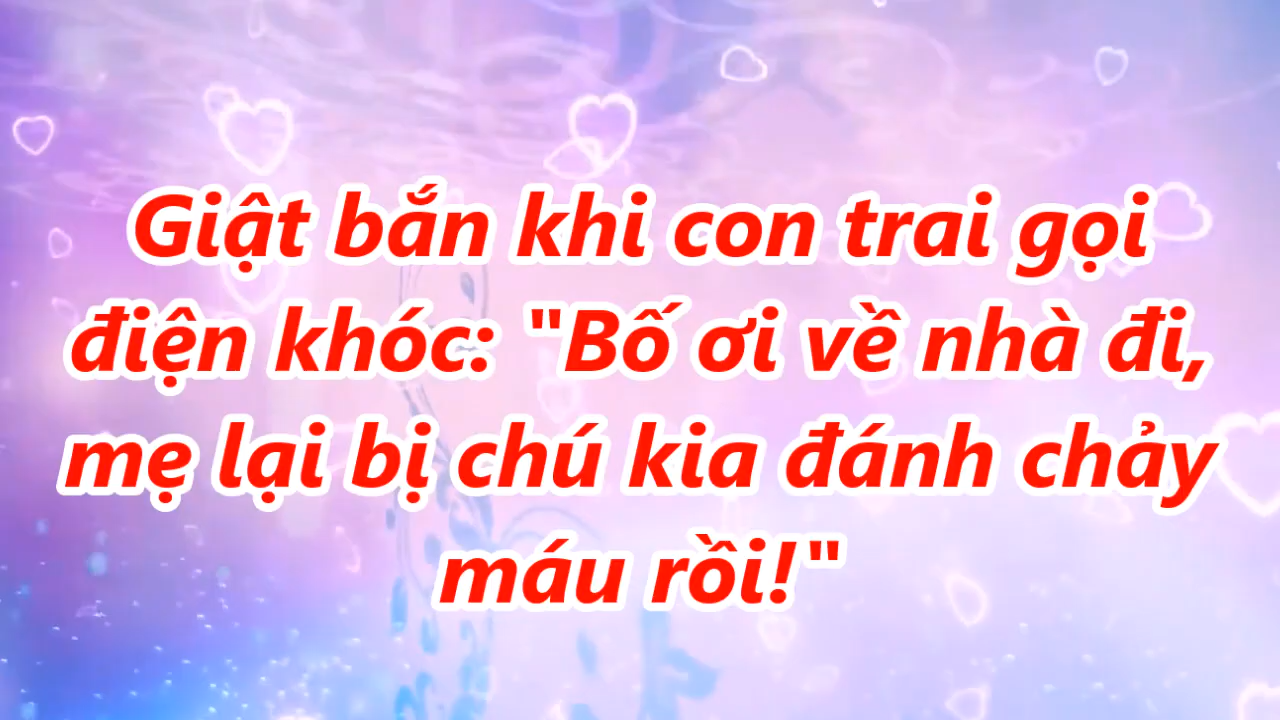 Giật bắn khi con trai gọi
điện khóc: "Bố ơi về nhà đi,
mẹ lại bị chú kia đánh chảy
máu rồi!"